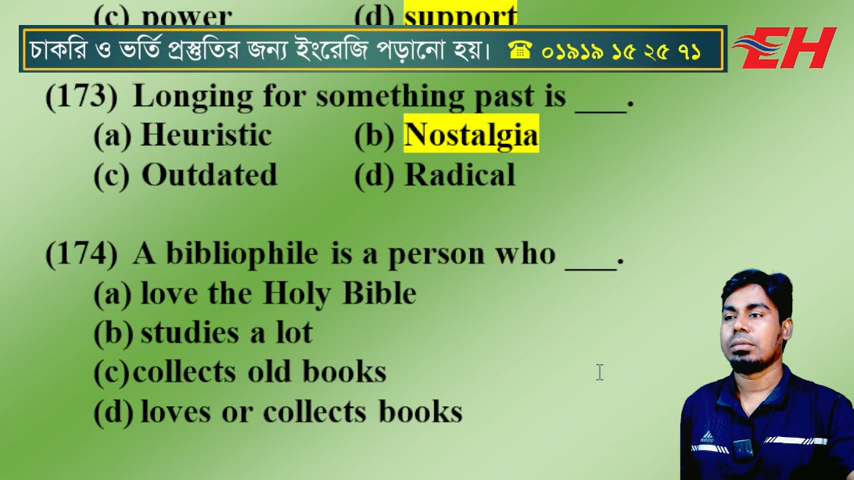 (c) power (d) support
চাকরি ও ভর্তি প্রস্তুতির জন্য ইংরেজি পড়ানো হয়। ☎ ০১৯১৯ ১৫ ২৫ ৭১
EH
(173) Longing for something past is ___.
(a) Heuristic (b) Nostalgia
(c) Outdated (d) Radical
(174) A bibliophile is a person who ___.
(a) love the Holy Bible
(b) studies a lot
(c)collects old books
(d) loves or collects books